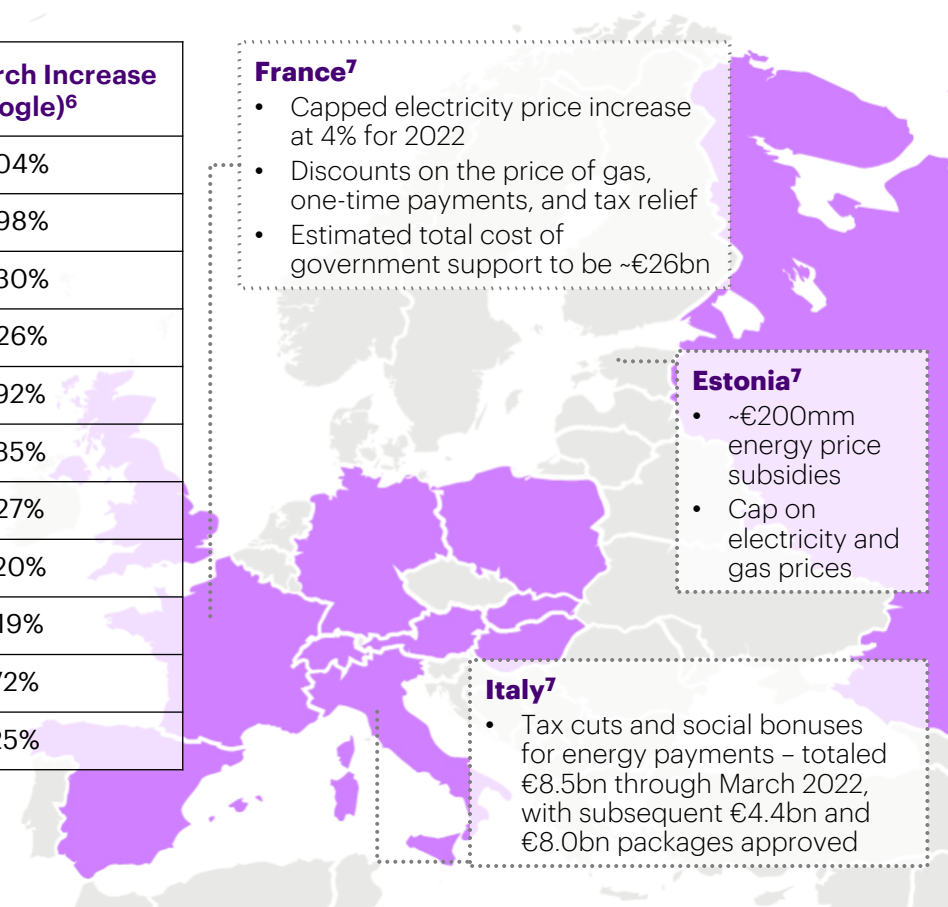 rch Increase
ogle)⁶
04%
98%
30%
26%
92%
35%
27%
20%
19%
72%
25%
France⁷
• Capped electricity price increase
at 4% for 2022
• Discounts on the price of gas,
one-time payments, and tax relief
• Estimated total cost of
government support to be ~€26bn
Estonia⁷
• ~€200mm
energy price
subsidies
• Cap on
electricity and
gas prices
Italy⁷
• Tax cuts and social bonuses
for energy payments – totaled
€8.5bn through March 2022,
with subsequent €4.4bn and
€8.0bn packages approved